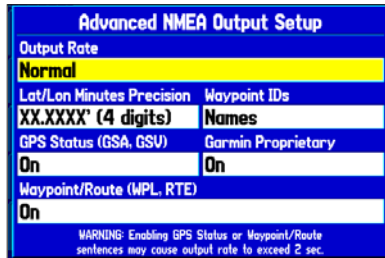 Advanced NMEA Output Setup
Output Rate
Normal
Lat/Lon Minutes Precision Waypoint IDs
XX.XXXX' (4 digits) Names
GPS Status (GSA, GSV) Garmin Proprietary
On On
Waypoint/Route (WPL, RTE)
On
WARNING: Enabling GPS Status or Waypoint/Route
sentences may cause output rate to exceed 2 sec.